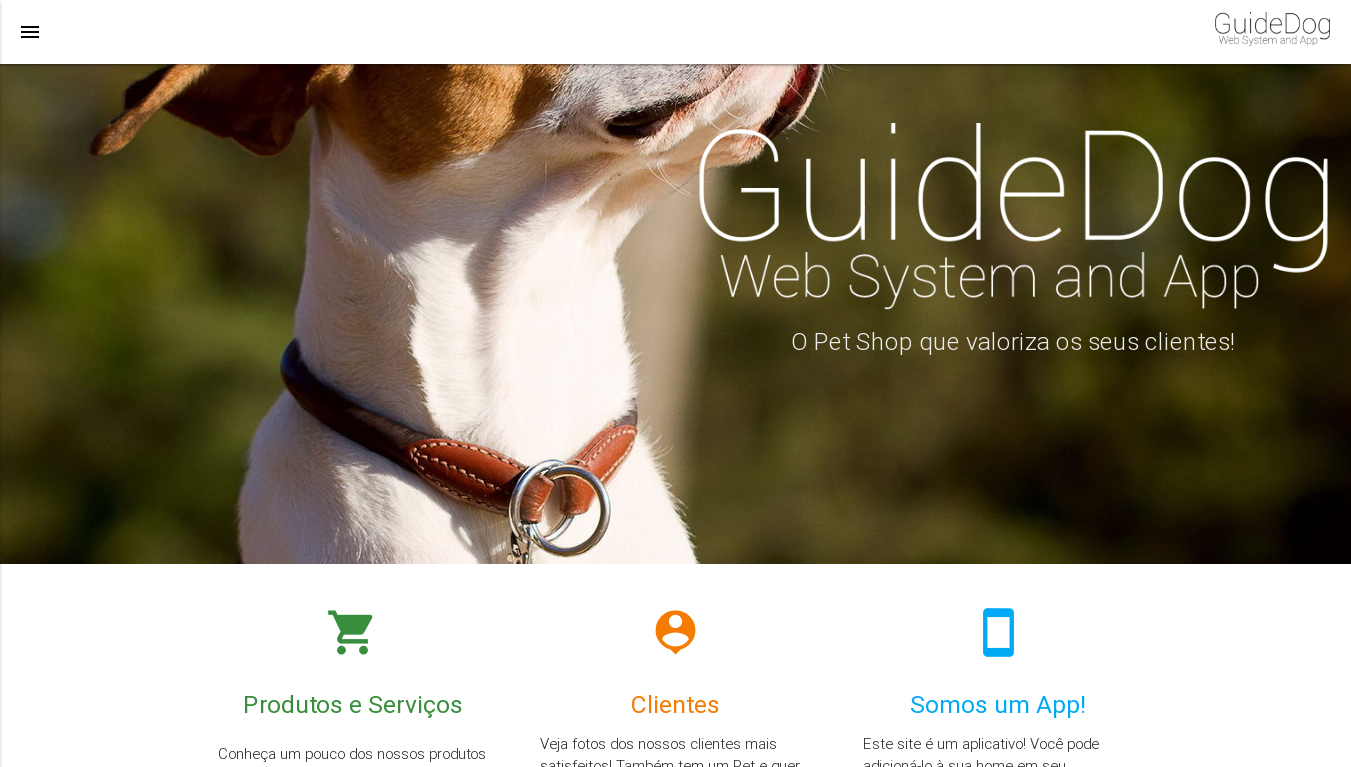 GuideDog
Web System and App
GuideDog
Web System and App
O Pet Shop que valoriza os seus clientes!
Produtos e Serviços
Clientes
Somos um App!
Conheça um pouco dos nossos produtos
Veja fotos dos nossos clientes mais
satisfeitos! Também tem um Pet e quer
Este site é um aplicativo! Você pode
adicioná-lo à sua home em seu